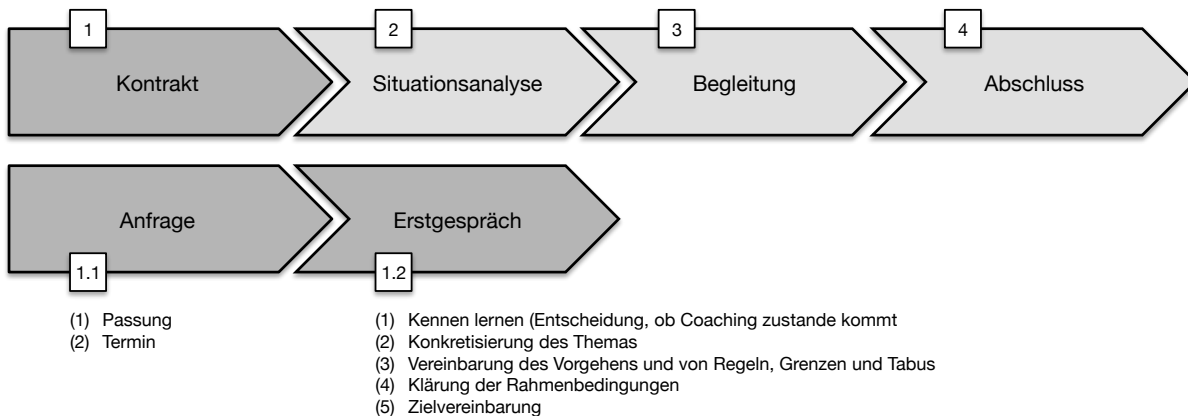 1
2
3
4
Kontrakt
Situationsanalyse
Begleitung
Abschluss
Anfrage
Erstgespräch
1.1
1.2
(1) Passung
(2) Termin
(1) Kennen lernen (Entscheidung, ob Coaching zustande kommt
(2) Konkretisierung des Themas
(3) Vereinbarung des Vorgehens und von Regeln, Grenzen und Tabus
(4) Klärung der Rahmenbedingungen
(5) Zielvereinbarung